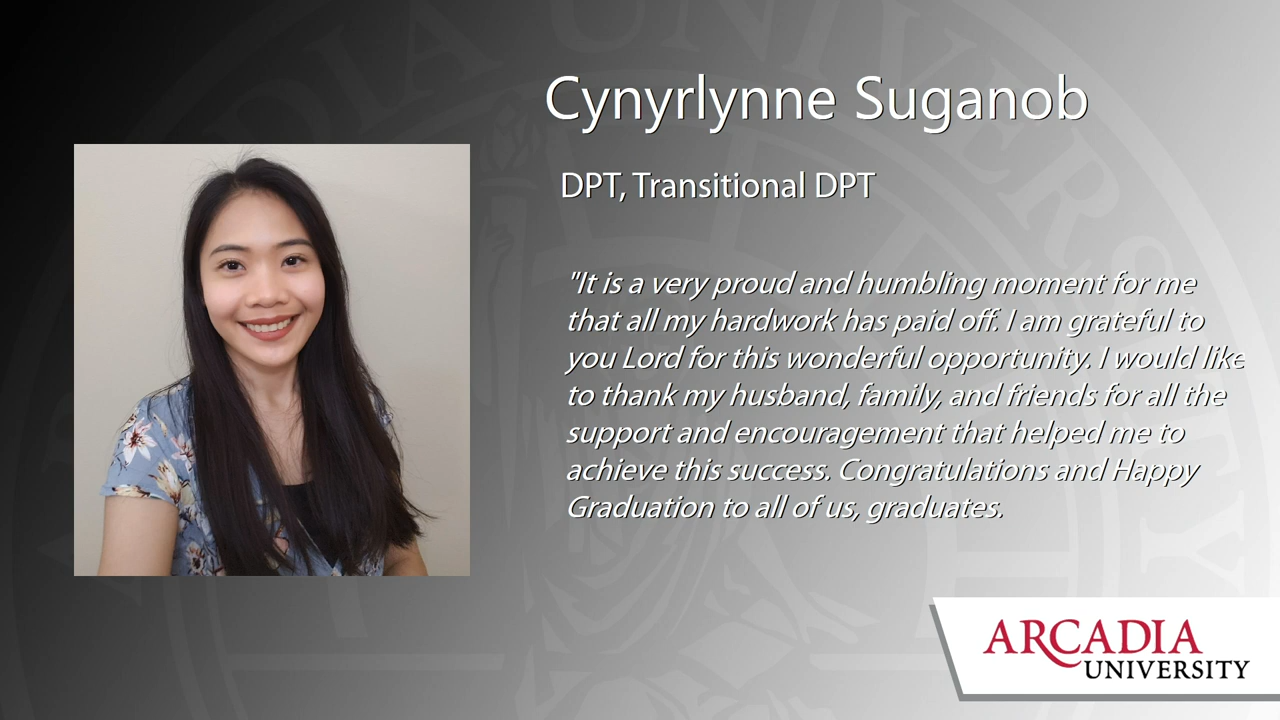 Cynyrlynne Suganob
DPT, Transitional DPT
"It is a very proud and humbling moment for me
that all my hardwork has paid off. I am grateful to
you Lord for this wonderful opportunity. I would like
to thank my husband, family, and friends for all the
support and encouragement that helped me to
achieve this success. Congratulations and Happy
Graduation to all of us, graduates.
ARCADIA
UNIVERSITY